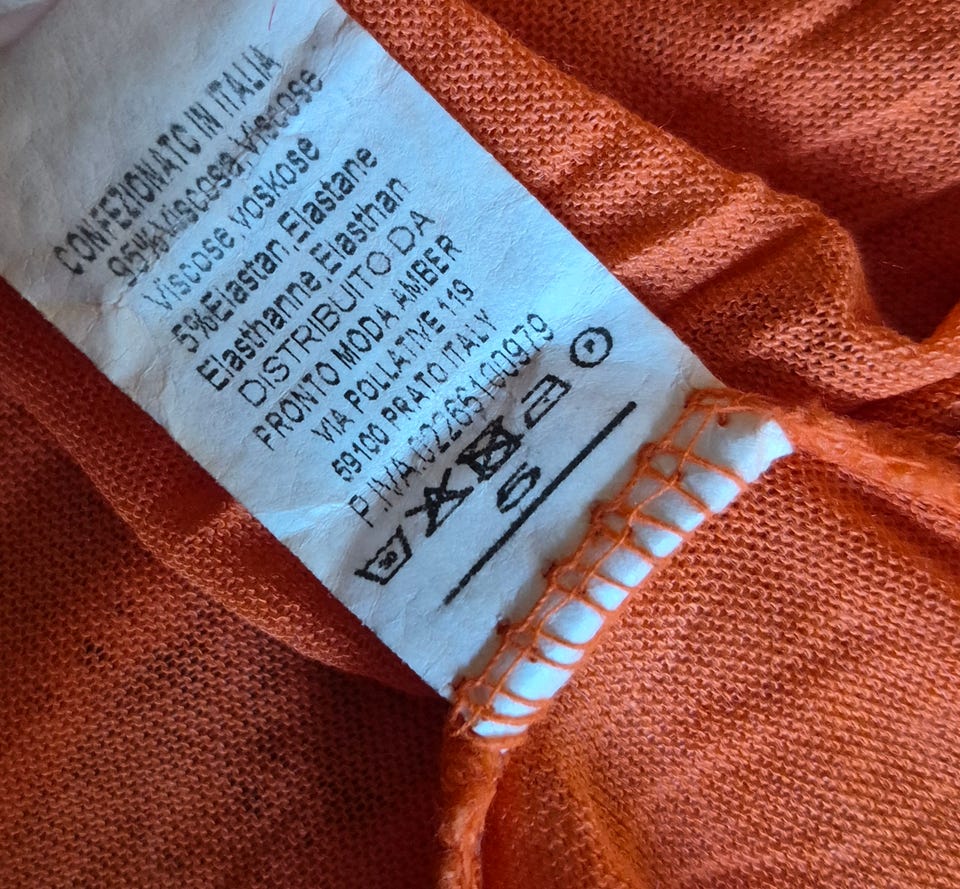 CONFEZIONATO IN ITALIA
95%Viscosa.Viscose
Viscose voskose
5%Elastan.Elastane
Elasthanne Elasthan
DISTRIBUITO DA
PRONTO MODA AMBER
VIA POLLATIVE 119
59100 PRATO ITALY
P.IVA:02265100979